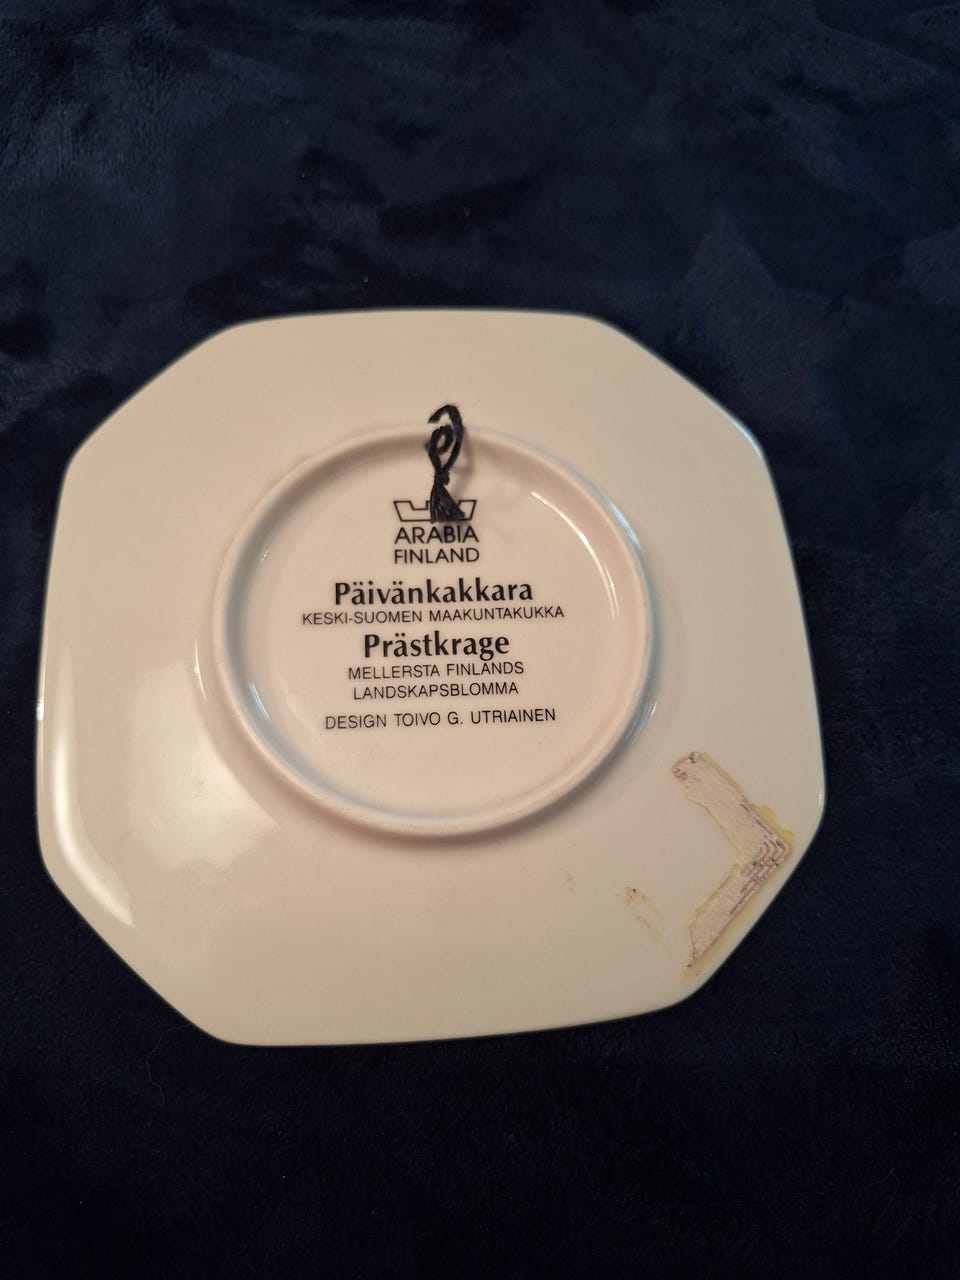 ARABIA
FINLAND
Päivänkakkara
KESKI-SUOMEN MAAKUNTAKUKKA
Prästkrage
MELLERSTA FINLANDS
LANDSKAPSBLOMMA
DESIGN TOIVO G. UTRIAINEN